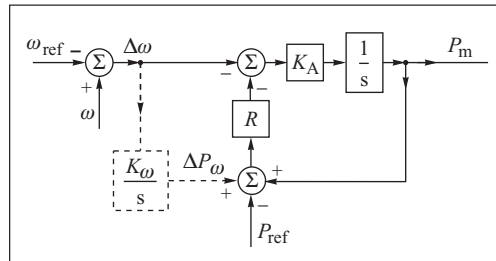 ω_ref − Σ Δω − Σ K_A 1/s P_m
+ −
ω R
K_ω/s ΔP_ω + Σ +
−
P_ref